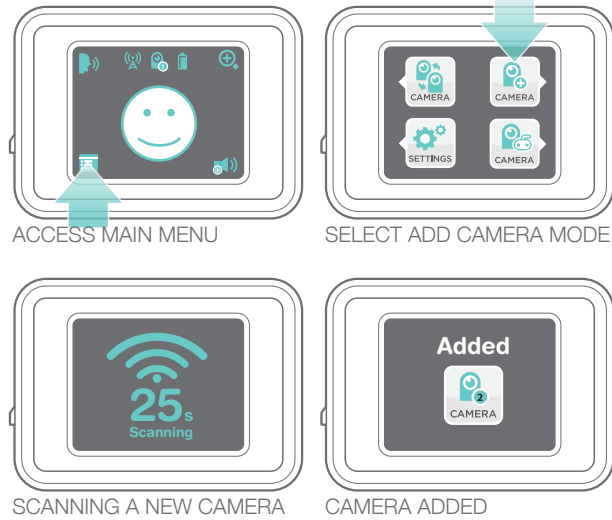 CAMERA
CAMERA
SETTINGS
CAMERA
ACCESS MAIN MENU
SELECT ADD CAMERA MODE
25s
Scanning
Added
2
CAMERA
SCANNING A NEW CAMERA
CAMERA ADDED